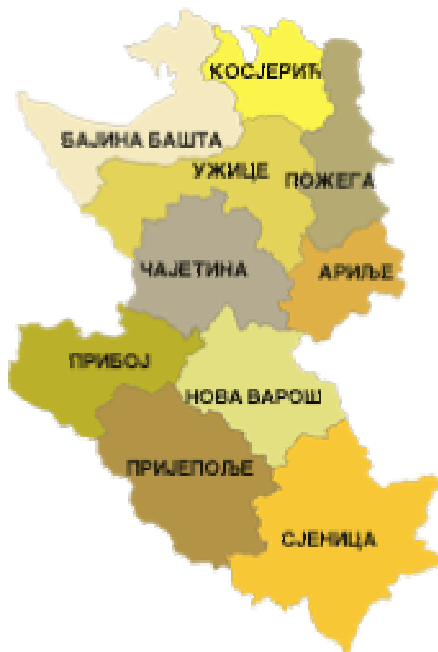 КОСЈЕРИЋ
БАЈИНА БАШТА
УЖИЦЕ
ПОЖЕГА
ЧАЈЕТИНА
АРИЉЕ
ПРИБОЈ
НОВА ВАРОШ
ПРИЈЕПОЉЕ
СЈЕНИЦА